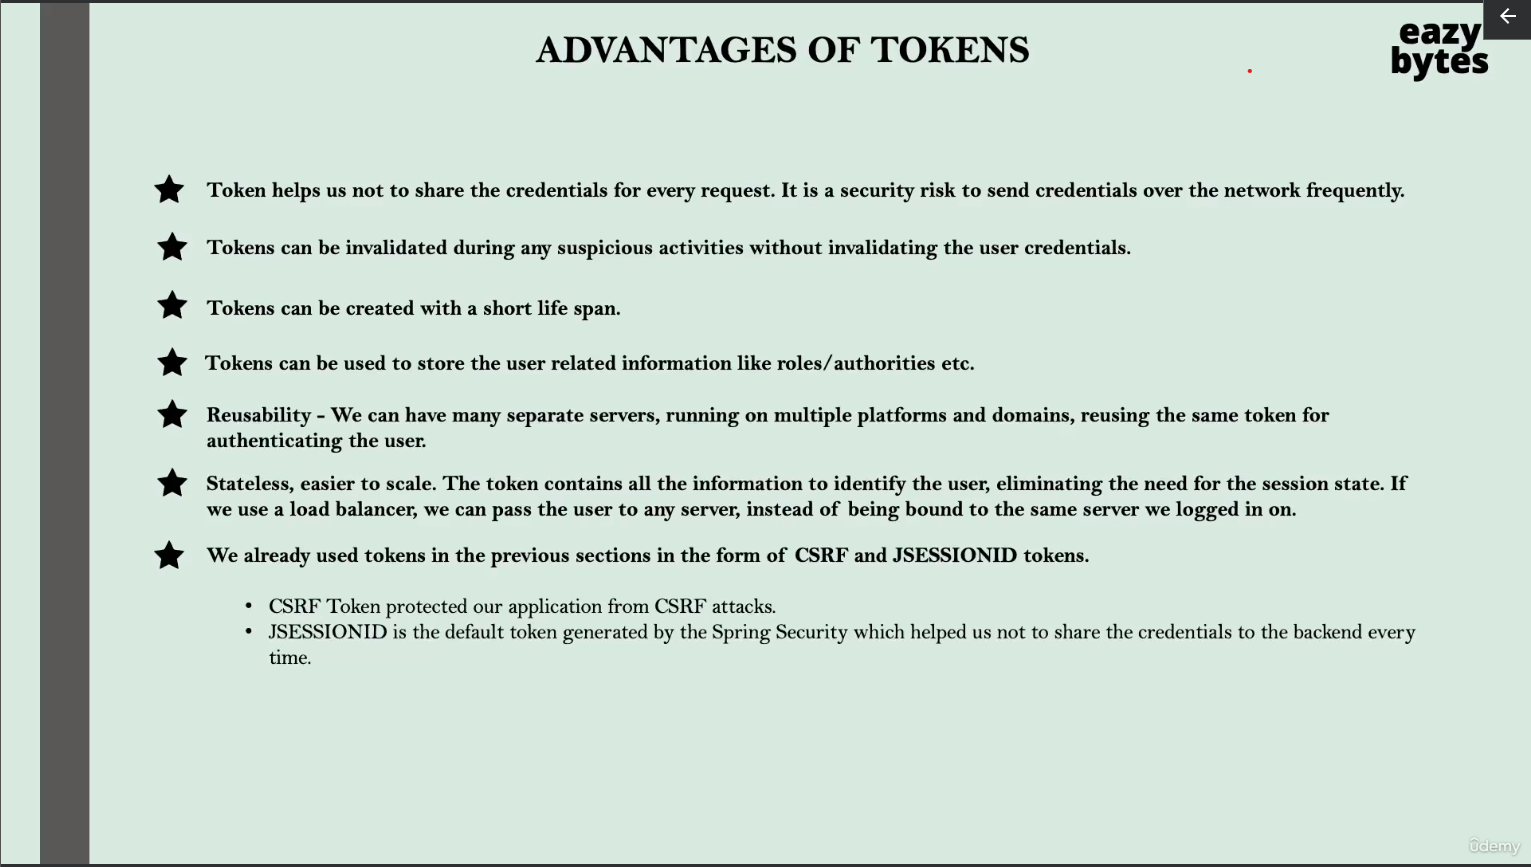 ADVANTAGES OF TOKENS
eazy
bytes
Token helps us not to share the credentials for every request. It is a security risk to send credentials over the network frequently.
Tokens can be invalidated during any suspicious activities without invalidating the user credentials.
Tokens can be created with a short life span.
Tokens can be used to store the user related information like roles/authorities etc.
Reusability - We can have many separate servers, running on multiple platforms and domains, reusing the same token for
authenticating the user.
Stateless, easier to scale. The token contains all the information to identify the user, eliminating the need for the session state. If
we use a load balancer, we can pass the user to any server, instead of being bound to the same server we logged in on.
We already used tokens in the previous sections in the form of CSRF and JSESSIONID tokens.
• CSRF Token protected our application from CSRF attacks.
• JSESSIONID is the default token generated by the Spring Security which helped us not to share the credentials to the backend every
time.
ûdemy